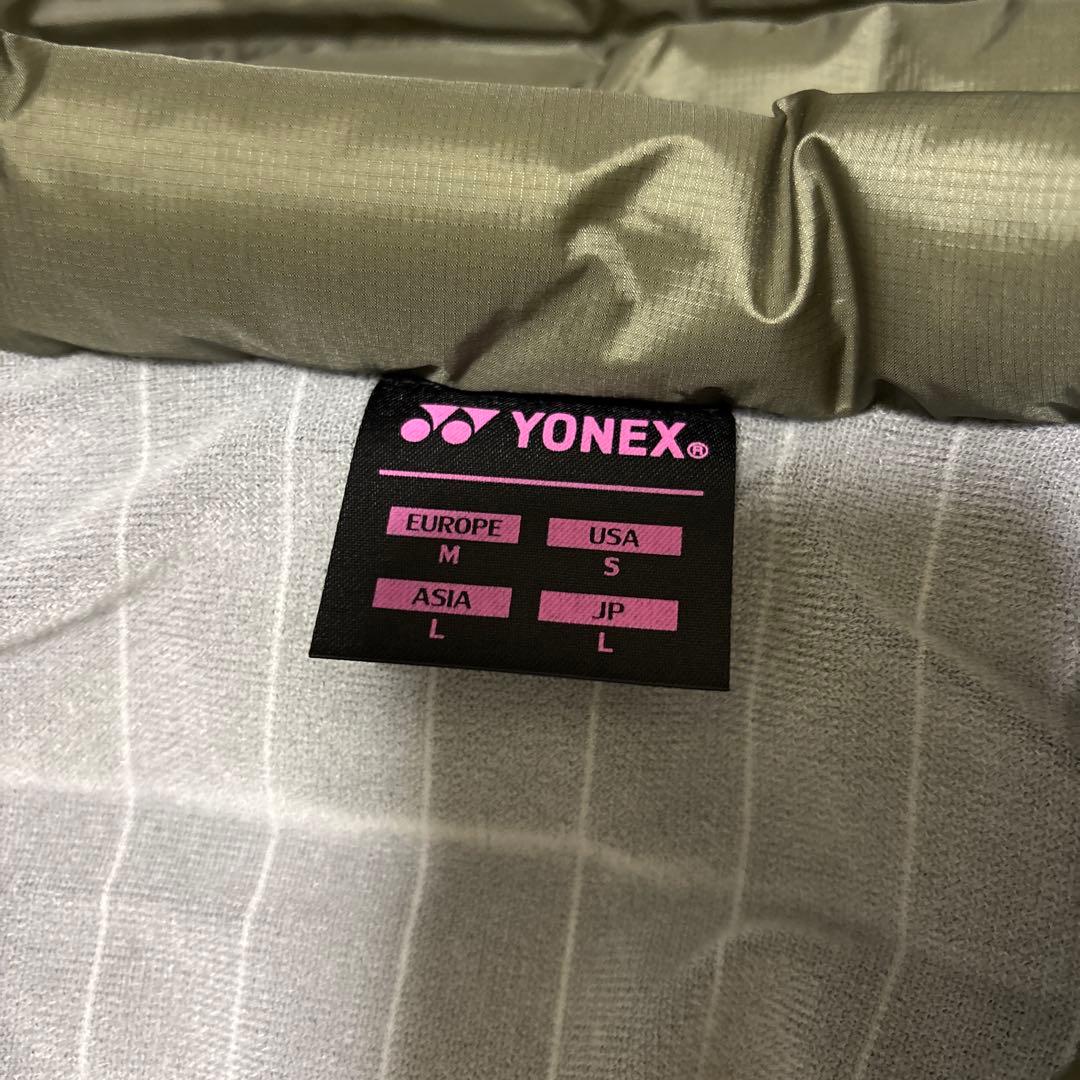 YONEX®
EUROPE USA
M S
ASIA JP
L L